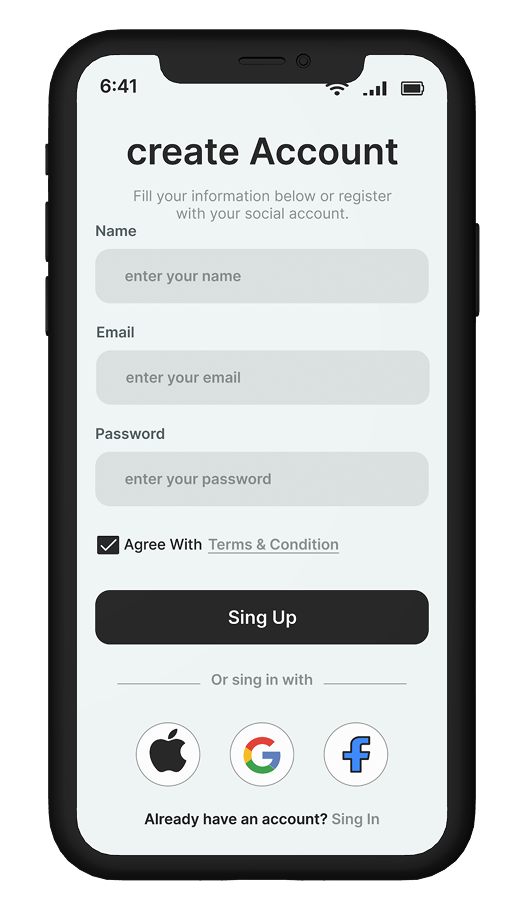 6:41
create Account
Fill your information below or register
with your social account.
Name
enter your name
Email
enter your email
Password
enter your password
Agree With Terms & Condition
Sing Up
Or sing in with
Already have an account? Sing In